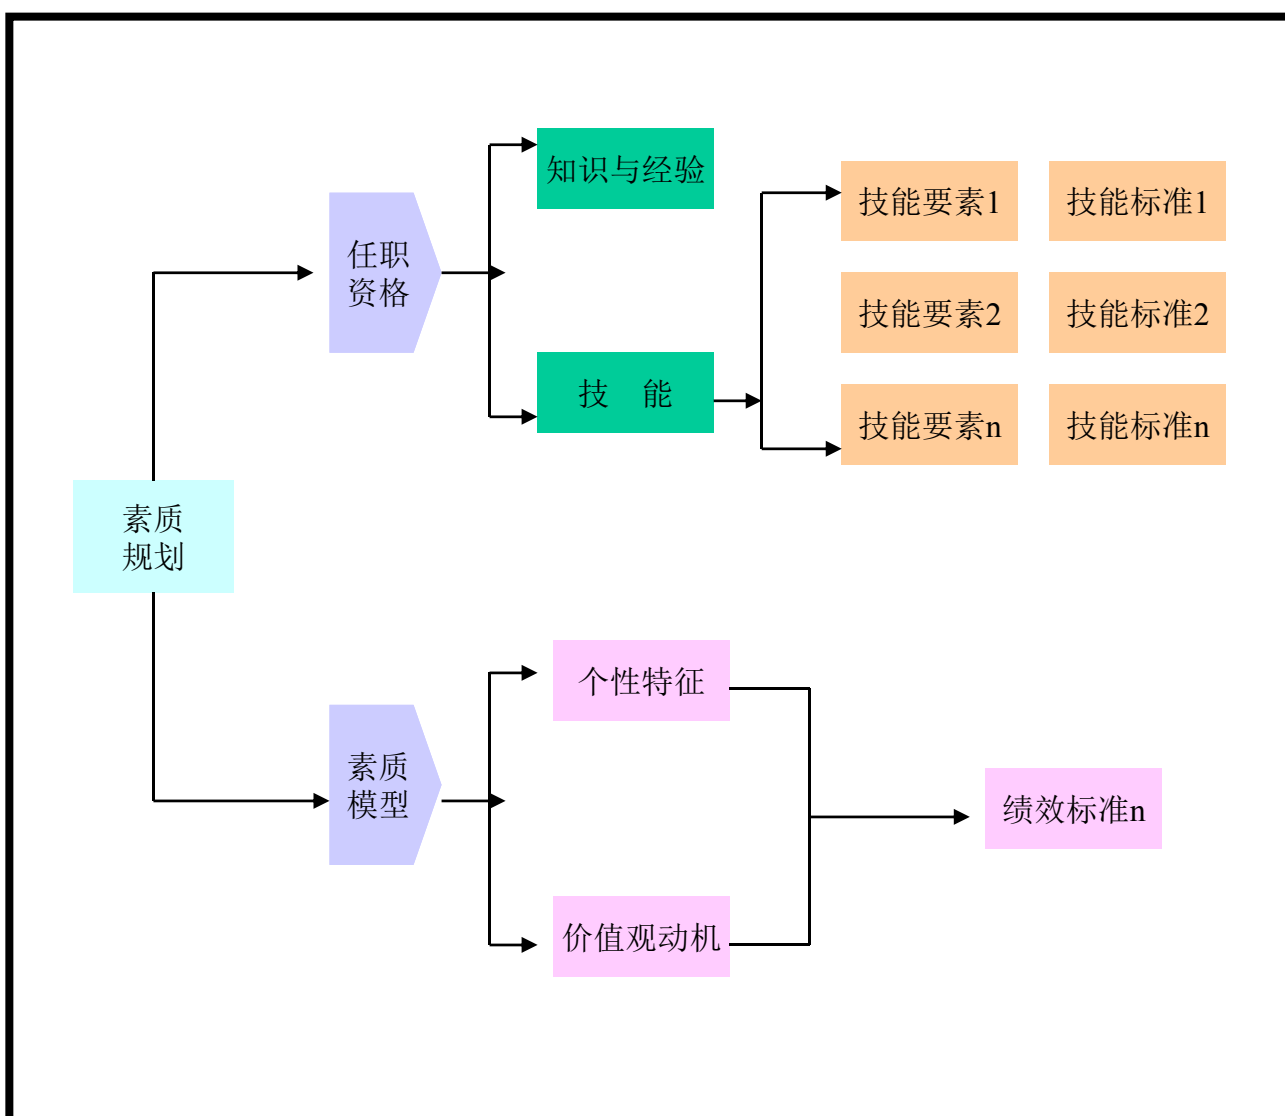 知识与经验
技能要素1
技能标准1
任职
资格
技能要素2
技能标准2
技 能
技能要素n
技能标准n
素质
规划
个性特征
素质
模型
绩效标准n
价值观动机